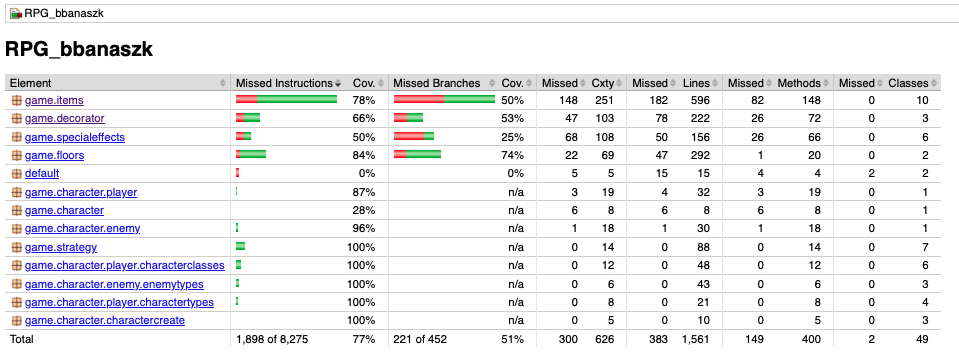 RPG_bbanaszk
RPG_bbanaszk
Element Missed Instructions Cov. Missed Branches Cov. Missed Cxty Missed Lines Missed Methods Missed Classes
game.items 78% 50% 148 251 182 596 82 148 0 10
game.decorator 66% 53% 47 103 78 222 26 72 0 3
game.specialeffects 50% 25% 68 108 50 156 26 66 0 6
game.floors 84% 74% 22 69 47 292 1 20 0 2
default 0% 0% 5 5 15 15 4 4 2 2
game.character.player 87% n/a 3 19 4 32 3 19 0 1
game.character 28% n/a 6 8 6 8 6 8 0 1
game.character.enemy 96% n/a 1 18 1 30 1 18 0 1
game.strategy 100% n/a 0 14 0 88 0 14 0 7
game.character.player.characterclasses 100% n/a 0 12 0 48 0 12 0 6
game.character.enemy.enemytypes 100% n/a 0 6 0 43 0 6 0 3
game.character.player.charactertypes 100% n/a 0 8 0 21 0 8 0 4
game.character.charactercreate 100% n/a 0 5 0 10 0 5 0 3
Total 1,898 of 8,275 77% 221 of 452 51% 300 626 383 1,561 149 400 2 49